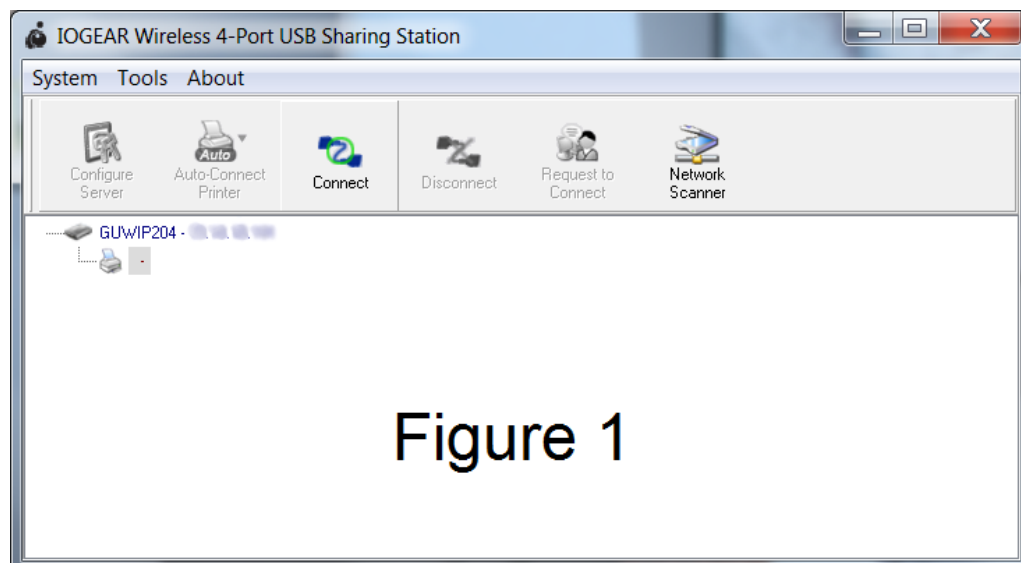 IOGEAR Wireless 4-Port USB Sharing Station
System Tools About
Configure Server
Auto
Auto-Connect Printer
Connect
Disconnect
Request to Connect
Network Scanner
GUWIP204 -
-
Figure 1